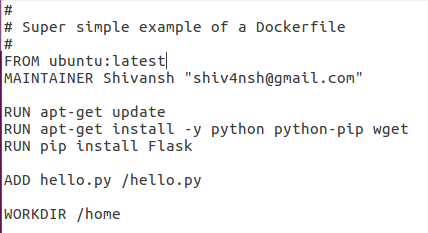 #
# Super simple example of a Dockerfile
#
FROM ubuntu:latest
MAINTAINER Shivansh "shiv4nsh@gmail.com"
RUN apt-get update
RUN apt-get install -y python python-pip wget
RUN pip install Flask
ADD hello.py /hello.py
WORKDIR /home